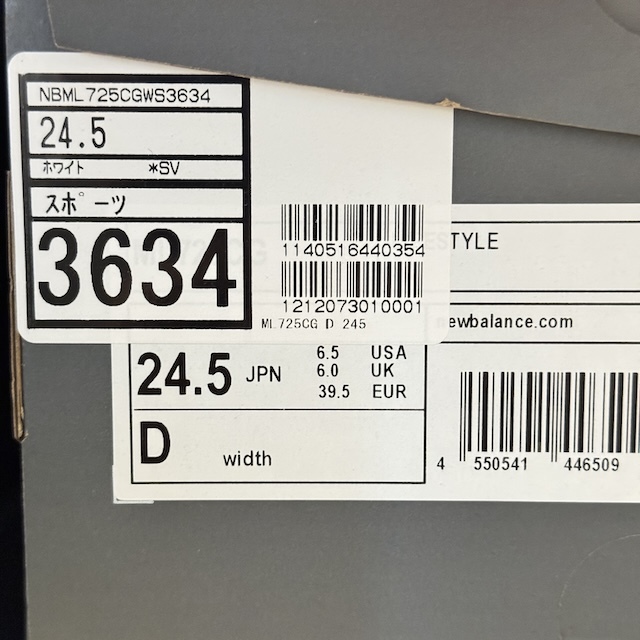 NBML725CGWS3634
24.5
ホワイト *SV
スポーツ
3634
1140516440354
1212073010001
ML725CG D 245
STYLE
newbalance.com
24.5 JPN
6.5 USA
6.0 UK
39.5 EUR
D width
4 550541 446509